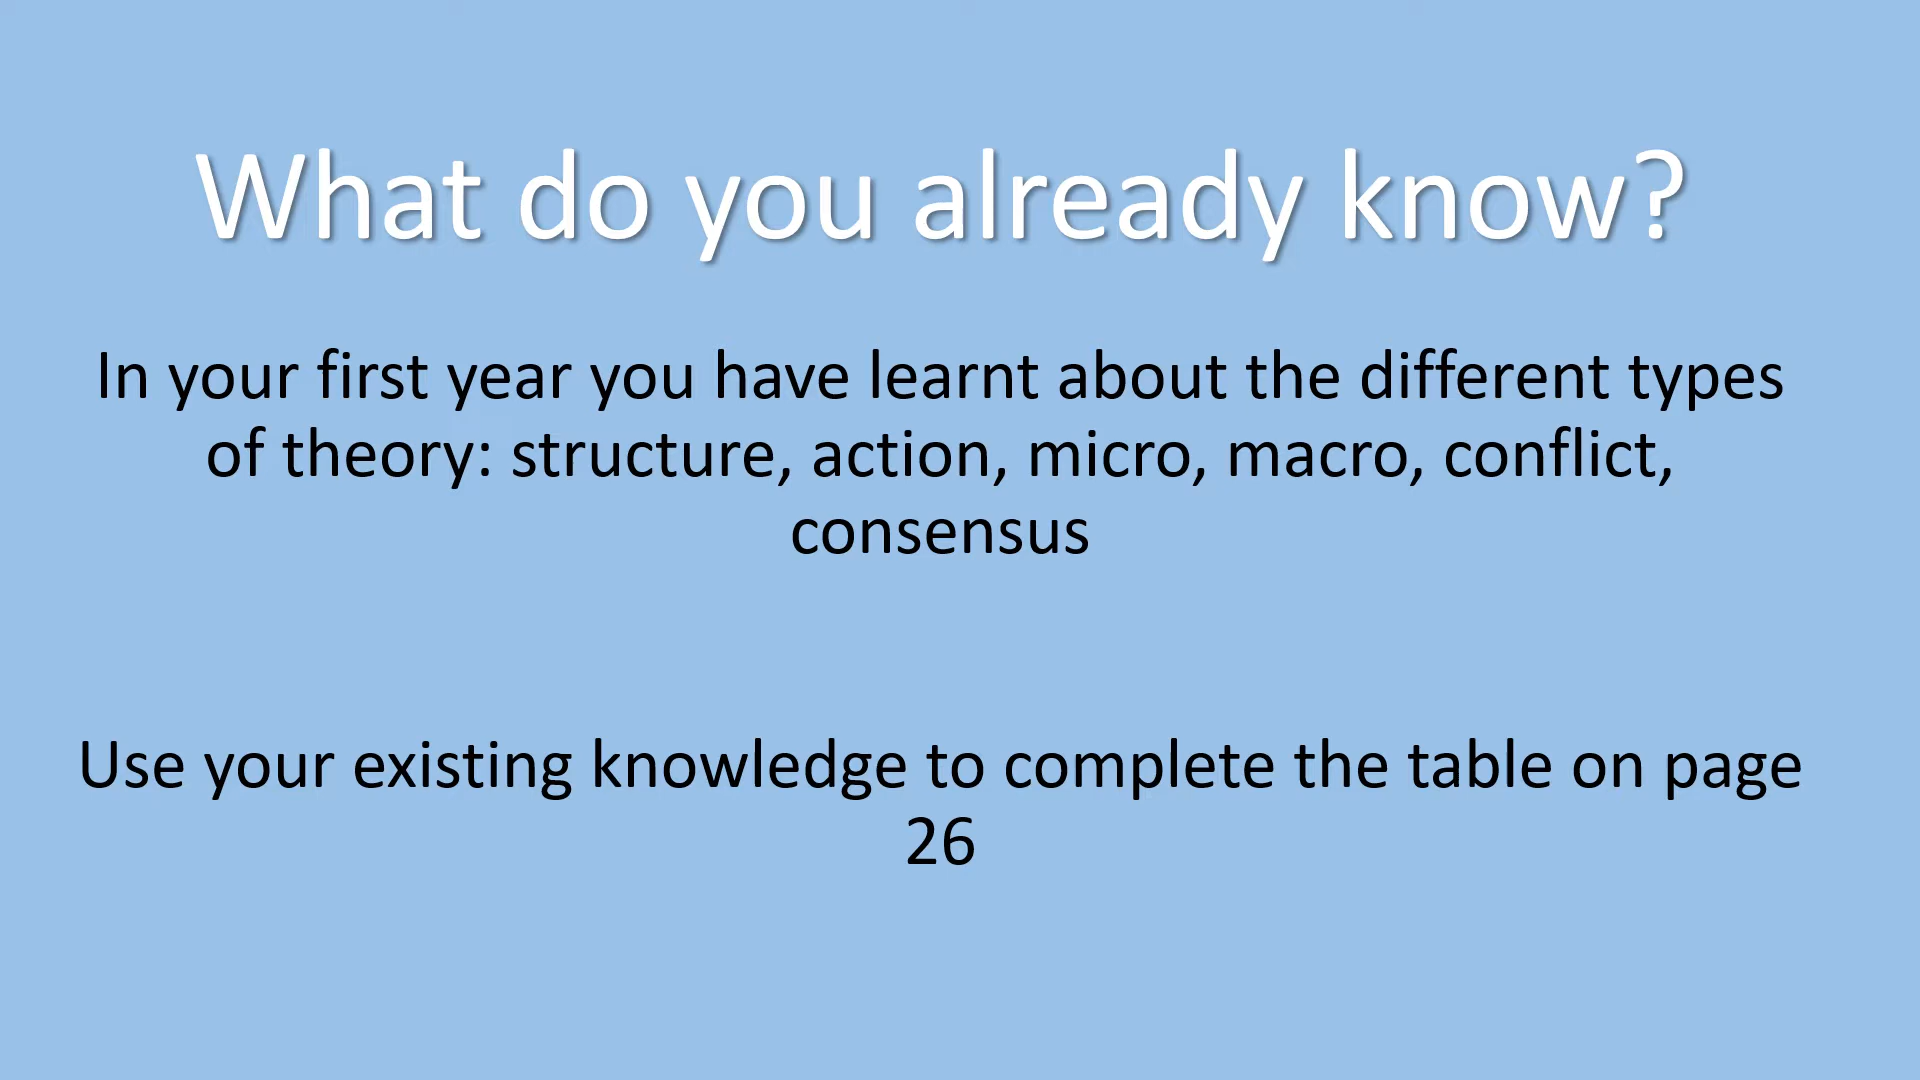 What do you already know?
In your first year you have learnt about the different types
of theory: structure, action, micro, macro, conflict,
consensus
Use your existing knowledge to complete the table on page
26